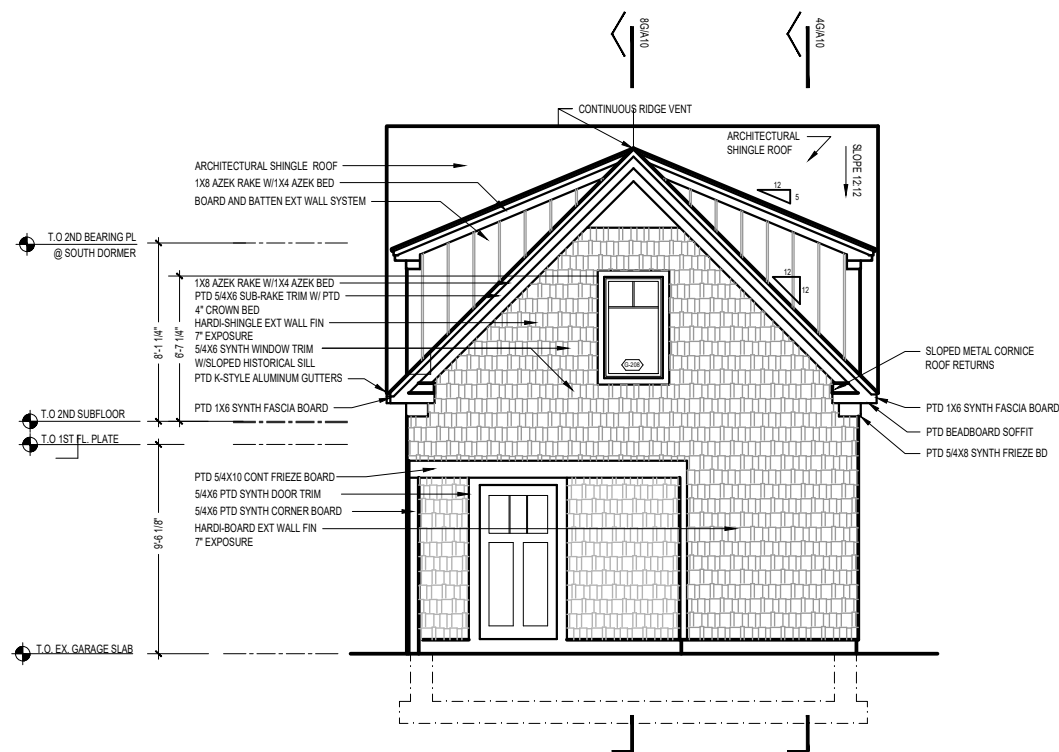 8G/A10
4G/A10
CONTINUOUS RIDGE VENT
ARCHITECTURAL
SHINGLE ROOF
SLOPE 12:12
ARCHITECTURAL SHINGLE ROOF
1X8 AZEK RAKE W/1X4 AZEK BED
BOARD AND BATTEN EXT WALL SYSTEM
12
5
T.O 2ND BEARING PL
@ SOUTH DORMER
12
12
1X8 AZEK RAKE W/1X4 AZEK BED
PTD 5/4X6 SUB-RAKE TRIM W/ PTD
4" CROWN BED
HARDI-SHINGLE EXT WALL FIN
7" EXPOSURE
5/4X6 SYNTH WINDOW TRIM
W/SLOPED HISTORICAL SILL
PTD K-STYLE ALUMINUM GUTTERS
PTD 1X6 SYNTH FASCIA BOARD
8'-1 1/4"
6'-7 1/4"
G-206
SLOPED METAL CORNICE
ROOF RETURNS
PTD 1X6 SYNTH FASCIA BOARD
PTD BEADBOARD SOFFIT
PTD 5/4X8 SYNTH FRIEZE BD
T.O 2ND SUBFLOOR
T.O 1ST FL. PLATE
PTD 5/4X10 CONT FRIEZE BOARD
5/4X6 PTD SYNTH DOOR TRIM
5/4X6 PTD SYNTH CORNER BOARD
HARDI-BOARD EXT WALL FIN
7" EXPOSURE
9'-6 1/8"
T.O. EX. GARAGE SLAB